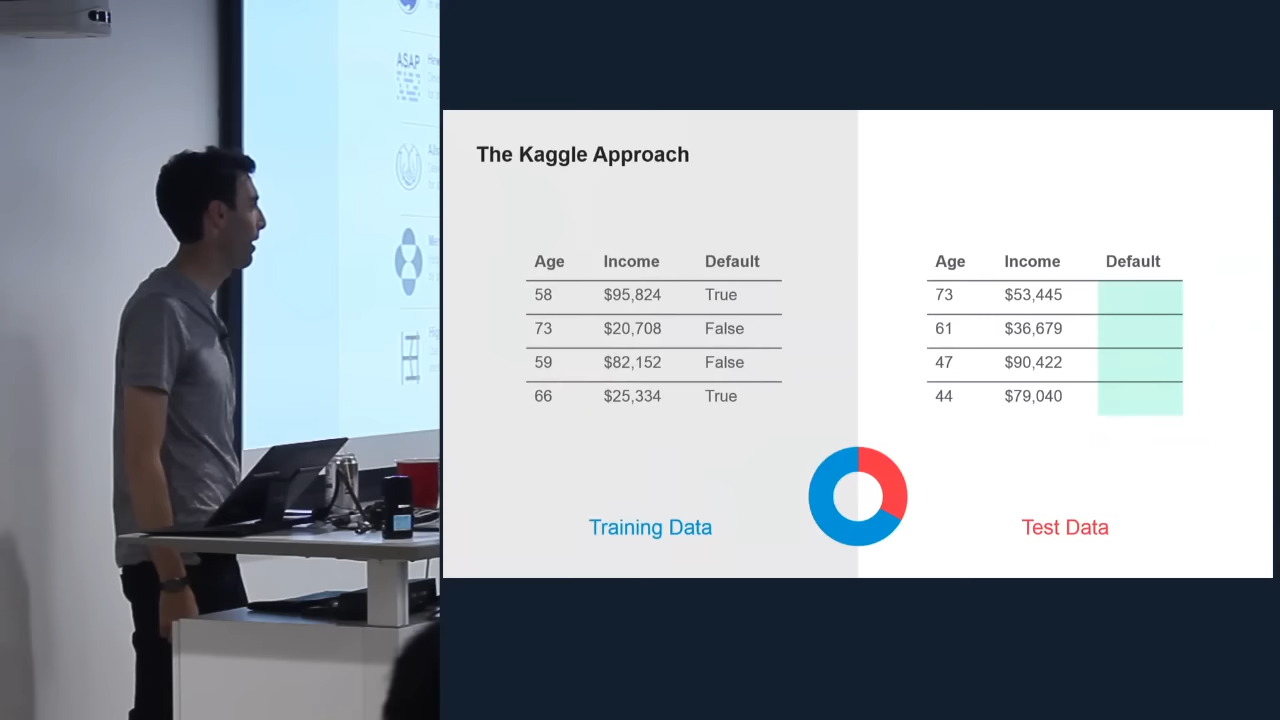 ASAP
The Kaggle Approach
Age Income Default
58 $95,824 True
73 $20,708 False
59 $82,152 False
66 $25,334 True
Training Data
Age Income Default
73 $53,445
61 $36,679
47 $90,422
44 $79,040
Test Data